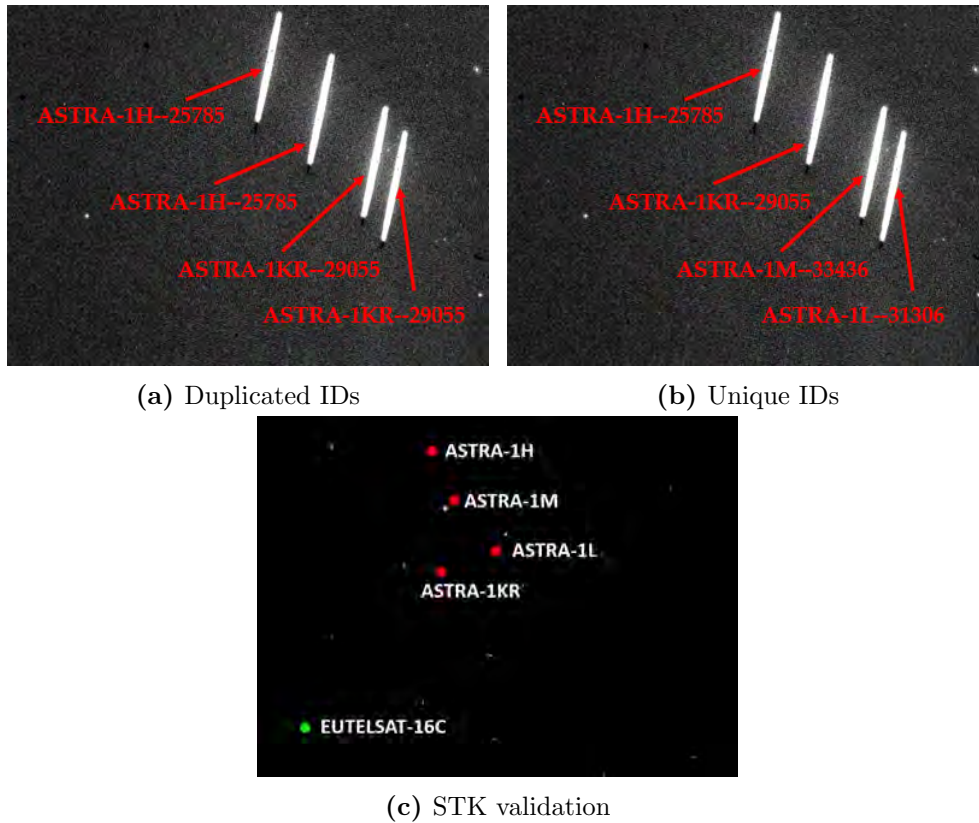 ASTRA-1H--25785
ASTRA-1H--25785
ASTRA-1KR--29055
ASTRA-1KR--29055
(a) Duplicated IDs
ASTRA-1H--25785
ASTRA-1KR--29055
ASTRA-1M--33436
ASTRA-1L--31306
(b) Unique IDs
ASTRA-1H
ASTRA-1M
ASTRA-1L
ASTRA-1KR
EUTELSAT-16C
(c) STK validation